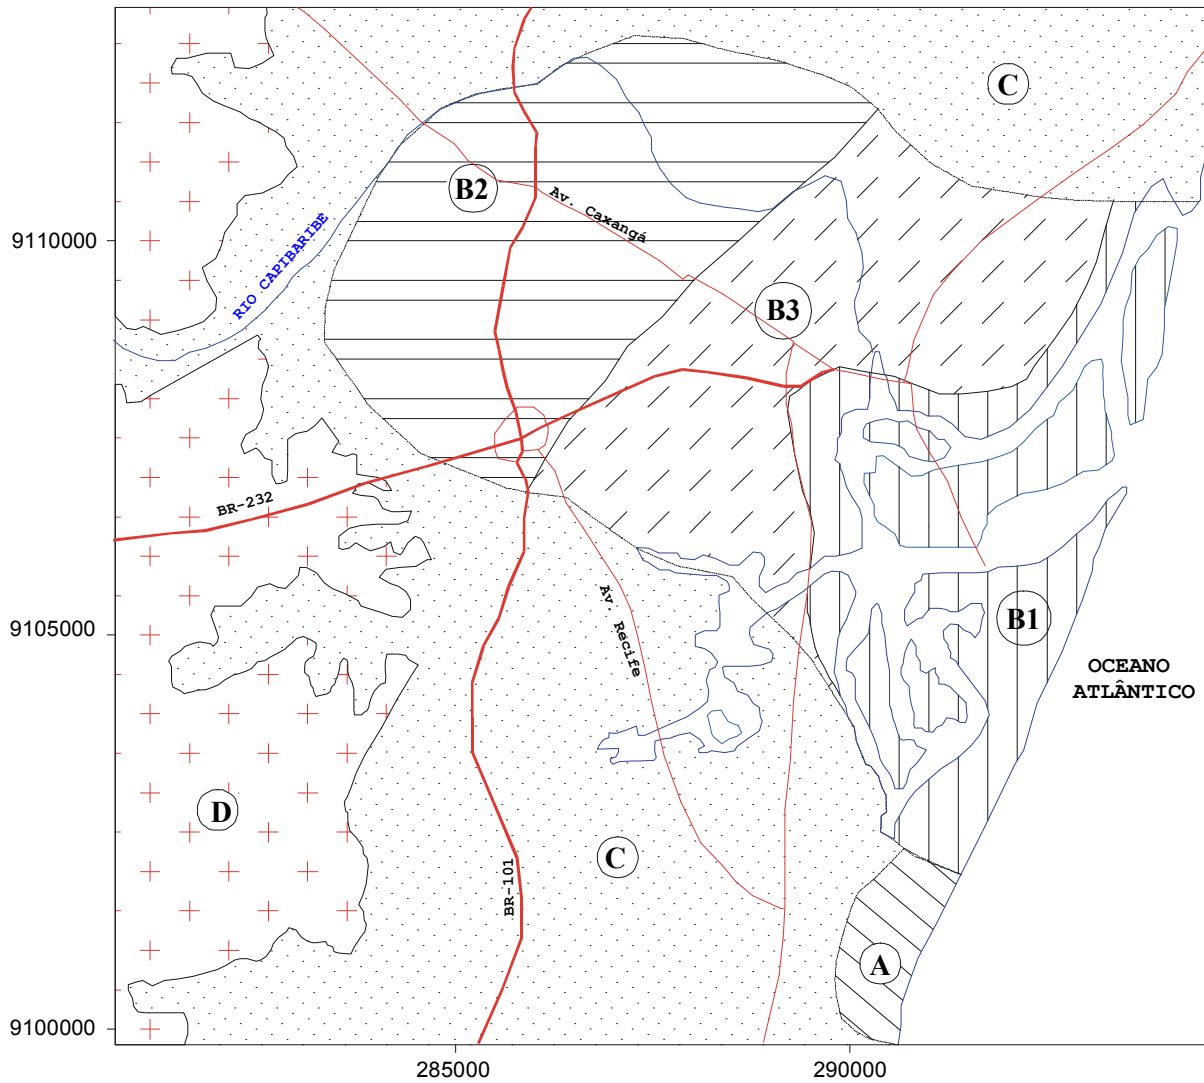 C
B2
Av. Caxangá
9110000
RIO CAPIBARIBE
B3
BR-232
Av. Récife
B1
9105000
OCEANO
ATLÂNTICO
D
C
BR-101
A
9100000
285000
290000